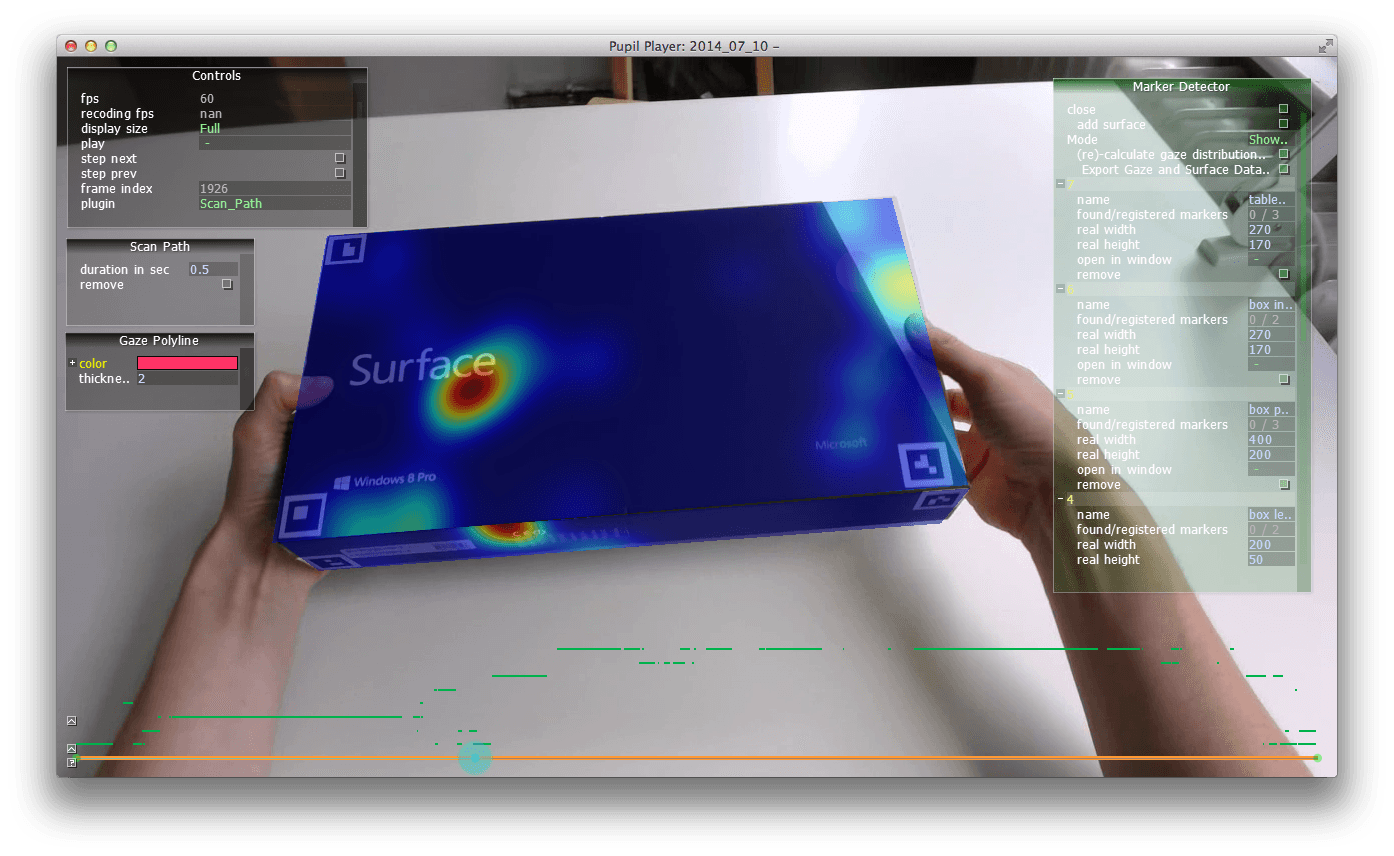 Pupil Player: 2014_07_10 -
Controls
fps 60
recoding fps nan
display size Full
play -
step next
step prev
frame index 1926
plugin Scan_Path
Scan Path
duration in sec 0.5
remove
Gaze Polyline
+ color
thickne.. 2
Marker Detector
close
add surface
Mode Show..
(re)-calculate gaze distribution..
Export Gaze and Surface Data..
- 7
name table..
found/registered markers 0 / 3
real width 270
real height 170
open in window -
remove
- 6
name box in..
found/registered markers 0 / 2
real width 270
real height 170
open in window -
remove
- 5
name box p..
found/registered markers 0 / 3
real width 400
real height 200
open in window -
remove
- 4
name box le..
found/registered markers 0 / 2
real width 200
real height 50
Surface
Microsoft
Windows 8 Pro
?